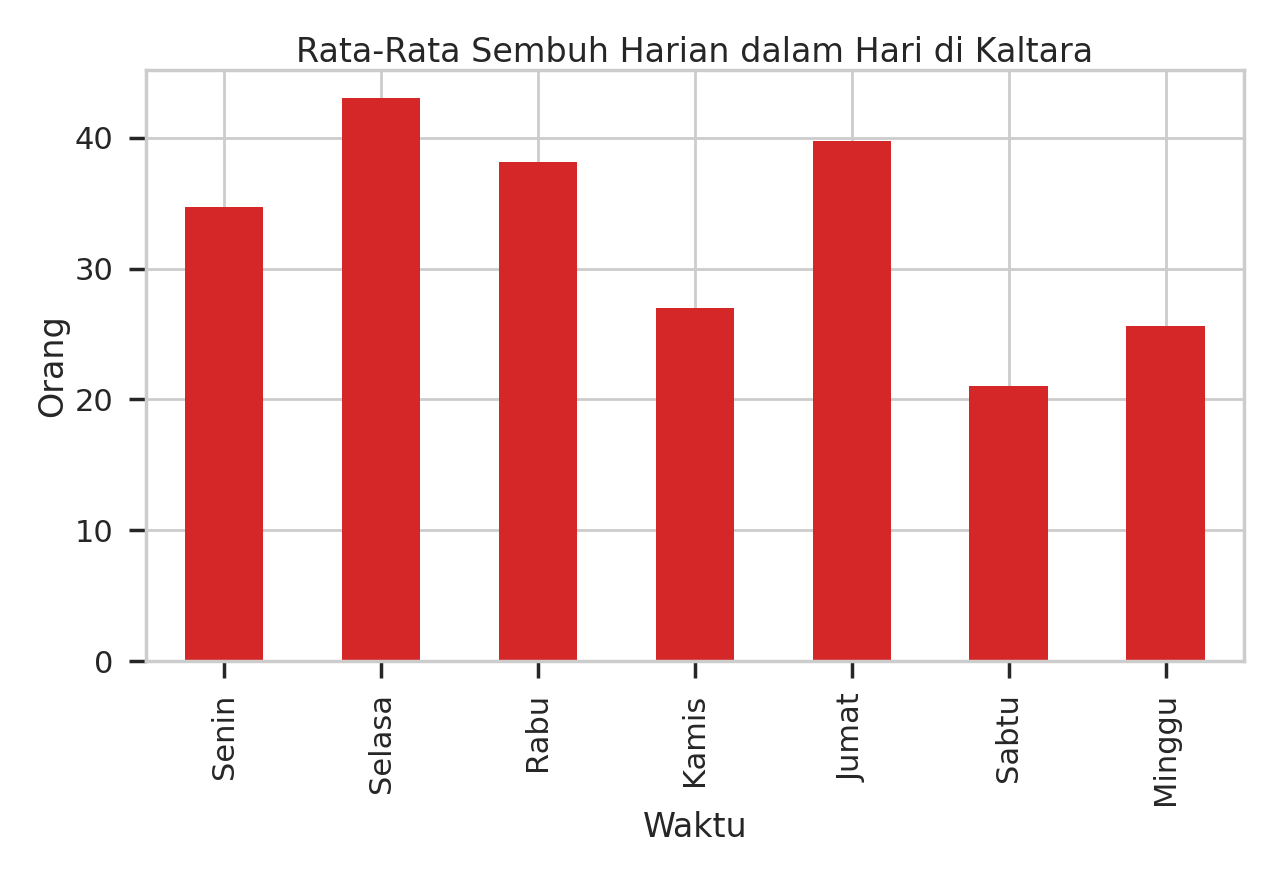 Rata-Rata Sembuh Harian dalam Hari di Kaltara
Orang
40
30
20
10
0
Senin
Selasa
Rabu
Kamis
Jumat
Sabtu
Minggu
Waktu